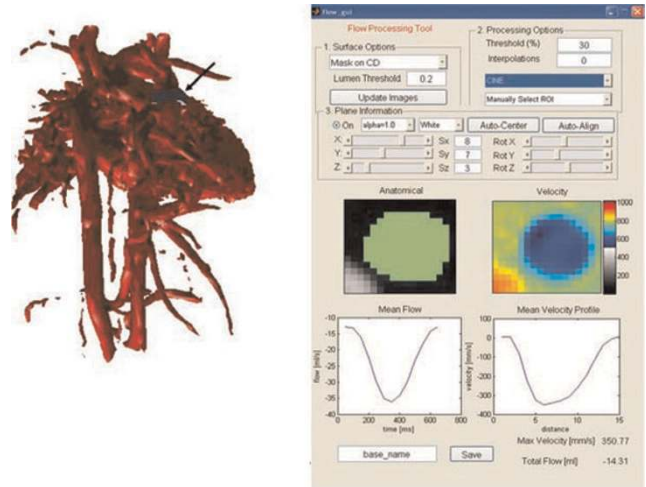 Flow_gui
Flow Processing Tool
1. Surface Options
Mask on CD
Lumen Threshold 0.2
Update Images
2. Processing Options
Threshold (%) 30
Interpolations 0
CINE
Manually Select ROI
3. Plane Information
On alpha=1.0 White Auto-Center Auto-Align
X: Sx 8 Rot X
Y: Sy 7 Rot Y
Z: Sz 3 Rot Z
Anatomical
Velocity
1000
800
600
400
200
Mean Flow
-10
-15
-20
-25
-30
-35
-40
flow [ml/s]
0 200 400 600 800
time [ms]
Mean Velocity Profile
100
0
-100
-200
-300
-400
velocity [mm/s]
0 5 10 15
distance
Max Velocity [mm/s] 350.77
base_name Save
Total Flow [ml] -14.31